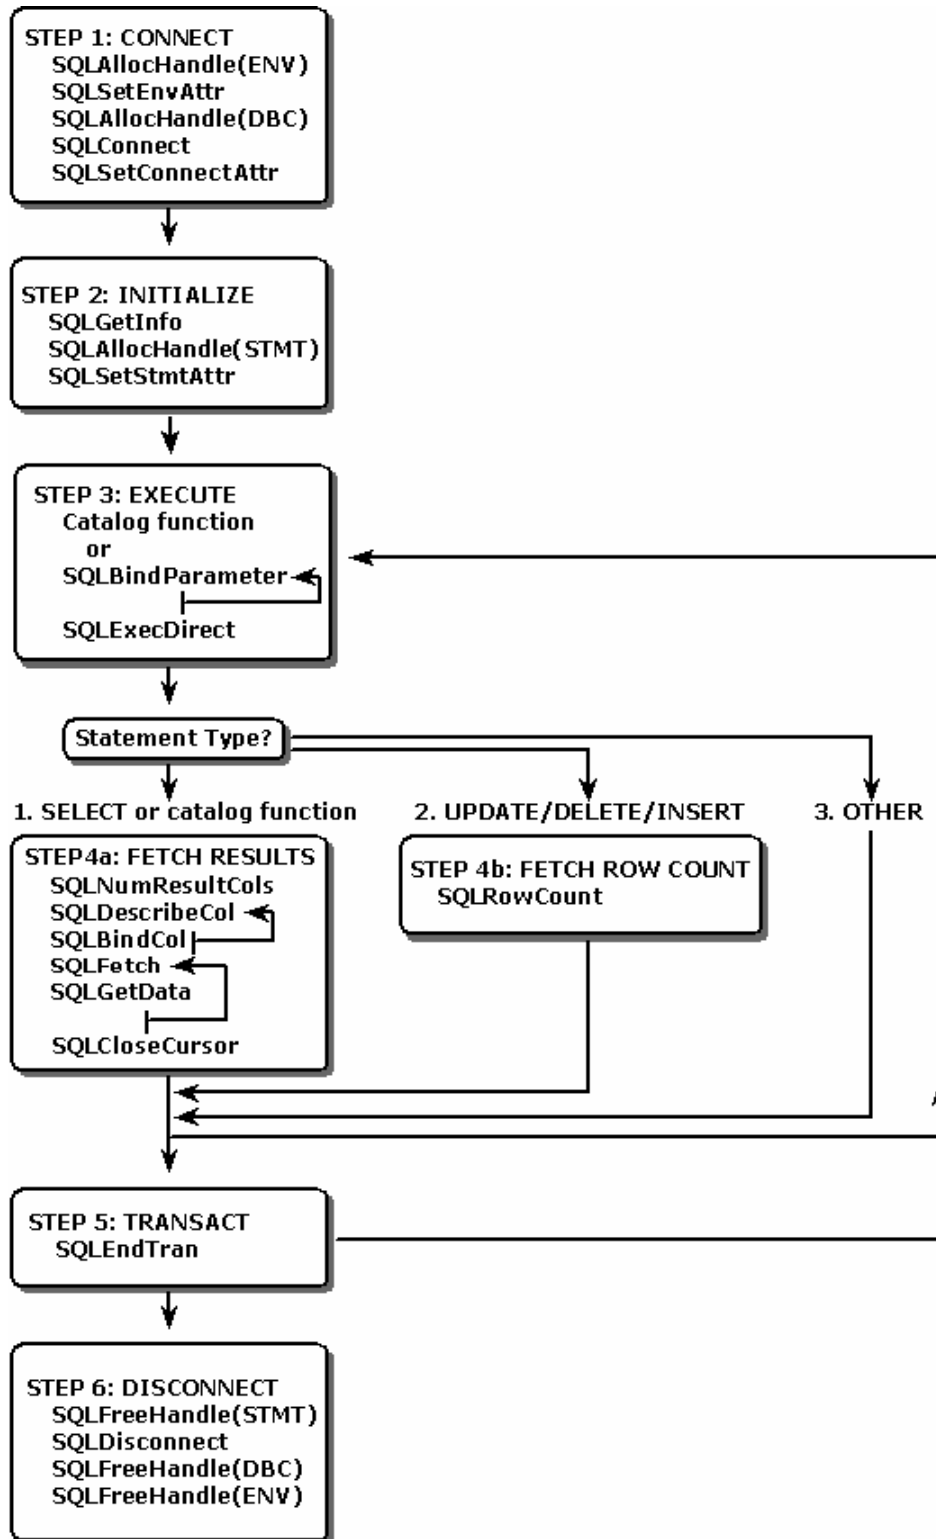 STEP 1: CONNECT
SQLAllocHandle(ENV)
SQLSetEnvAttr
SQLAllocHandle(DBC)
SQLConnect
SQLSetConnectAttr
STEP 2: INITIALIZE
SQLGetInfo
SQLAllocHandle(STMT)
SQLSetStmtAttr
STEP 3: EXECUTE
Catalog function
or
SQLBindParameter
SQLExecDirect
Statement Type?
1. SELECT or catalog function
2. UPDATE/DELETE/INSERT
3. OTHER
STEP4a: FETCH RESULTS
SQLNumResultCols
SQLDescribeCol
SQLBindCol
SQLFetch
SQLGetData
SQLCloseCursor
STEP 4b: FETCH ROW COUNT
SQLRowCount
STEP 5: TRANSACT
SQLEndTran
STEP 6: DISCONNECT
SQLFreeHandle(STMT)
SQLDisconnect
SQLFreeHandle(DBC)
SQLFreeHandle(ENV)